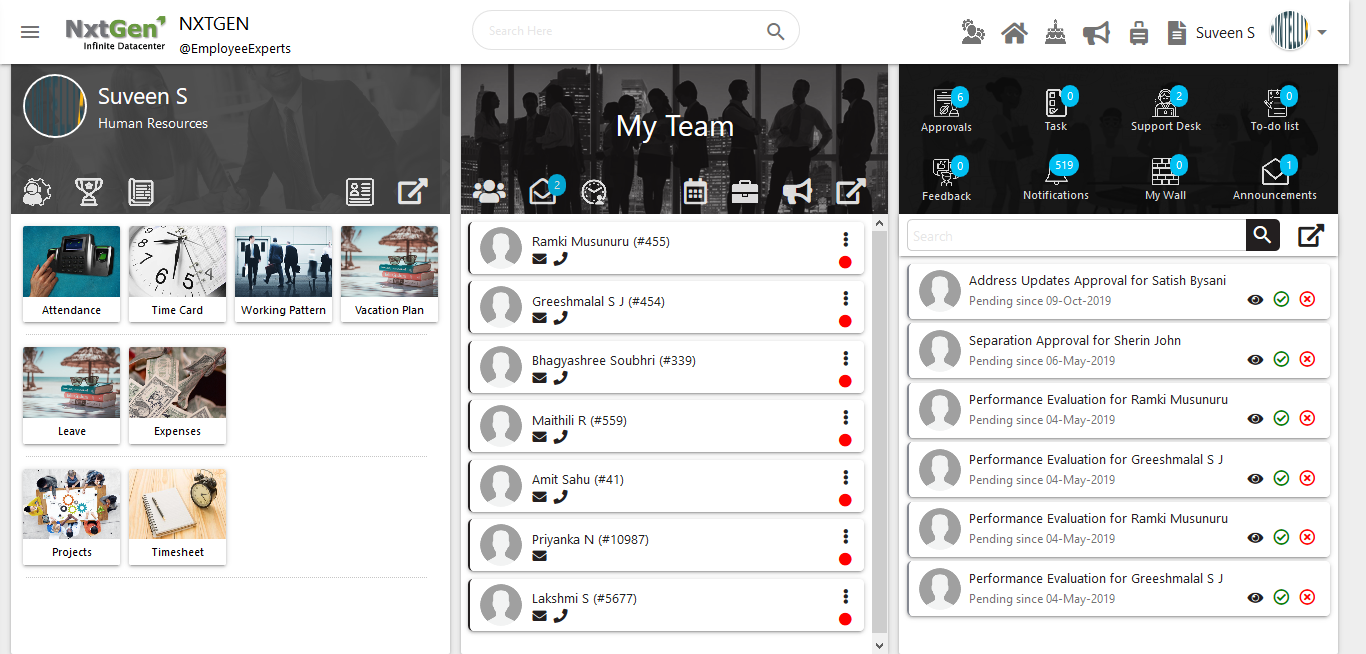 NxtGen
Infinite Datacenter
NXTGEN
@EmployeeExperts
Search Here
Suveen S
Suveen S
Human Resources
Attendance
Time Card
Working Pattern
Vacation Plan
Leave
Expenses
Projects
Timesheet
My Team
2
Ramki Musunuru (#455)
Greeshmalal S J (#454)
Bhagyashree Soubhri (#339)
Maithili R (#559)
Amit Sahu (#41)
Priyanka N (#10987)
Lakshmi S (#5677)
6
Approvals
0
Task
2
Support Desk
0
To-do list
0
Feedback
519
Notifications
0
My Wall
1
Announcements
Search
Address Updates Approval for Satish Bysani
Pending since 09-Oct-2019
Separation Approval for Sherin John
Pending since 06-May-2019
Performance Evaluation for Ramki Musunuru
Pending since 04-May-2019
Performance Evaluation for Greeshmalal S J
Pending since 04-May-2019
Performance Evaluation for Ramki Musunuru
Pending since 04-May-2019
Performance Evaluation for Greeshmalal S J
Pending since 04-May-2019